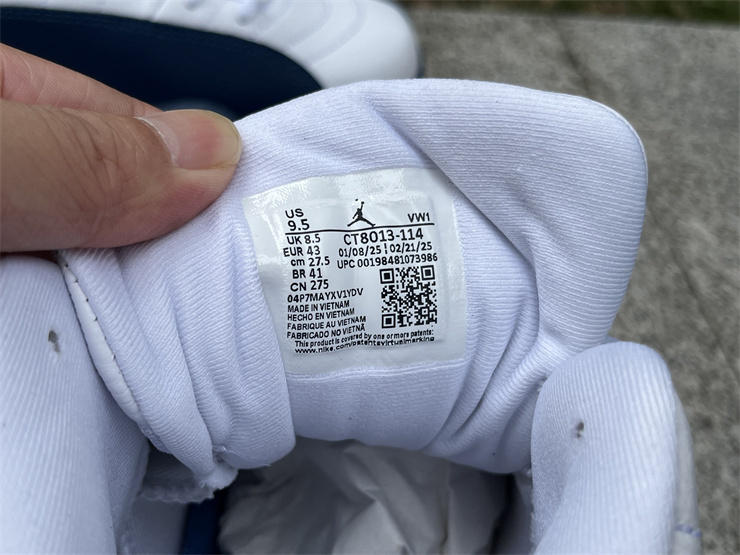 US
9.5
VW1
UK 8.5
CT8013-114
EUR 43
01/08/25 02/21/25
cm 27.5
UPC 00198481073986
BR 41
CN 275
04P7MAYXV1YDV
MADE IN VIETNAM
HECHO EN VIETNAM
FABRIQUE AU VIETNAM
FABRICADO NO VIETNÃ
This product is covered by one or more patents:
www.nike.com/patentsvirtualmarking